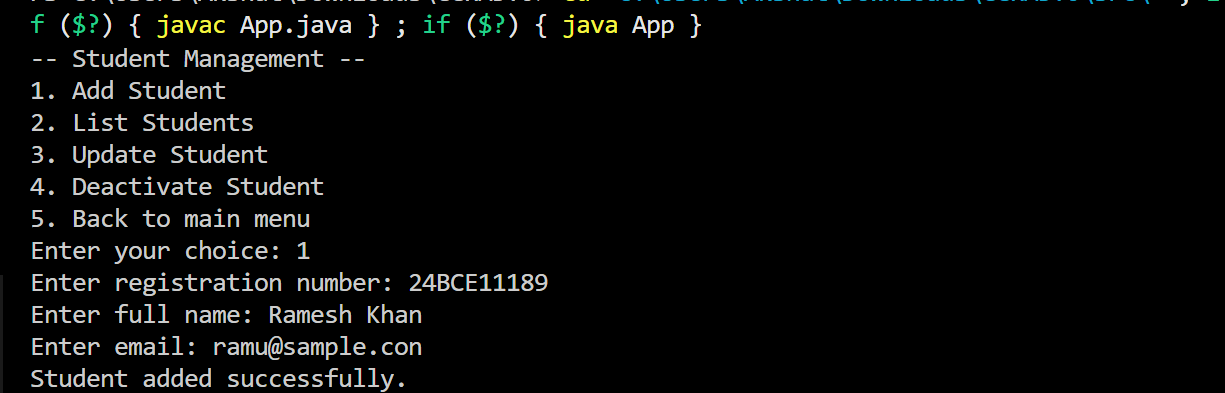 f ($?) { javac App.java } ; if ($?) { java App }
-- Student Management --
1. Add Student
2. List Students
3. Update Student
4. Deactivate Student
5. Back to main menu
Enter your choice: 1
Enter registration number: 24BCE11189
Enter full name: Ramesh Khan
Enter email: ramu@sample.con
Student added successfully.